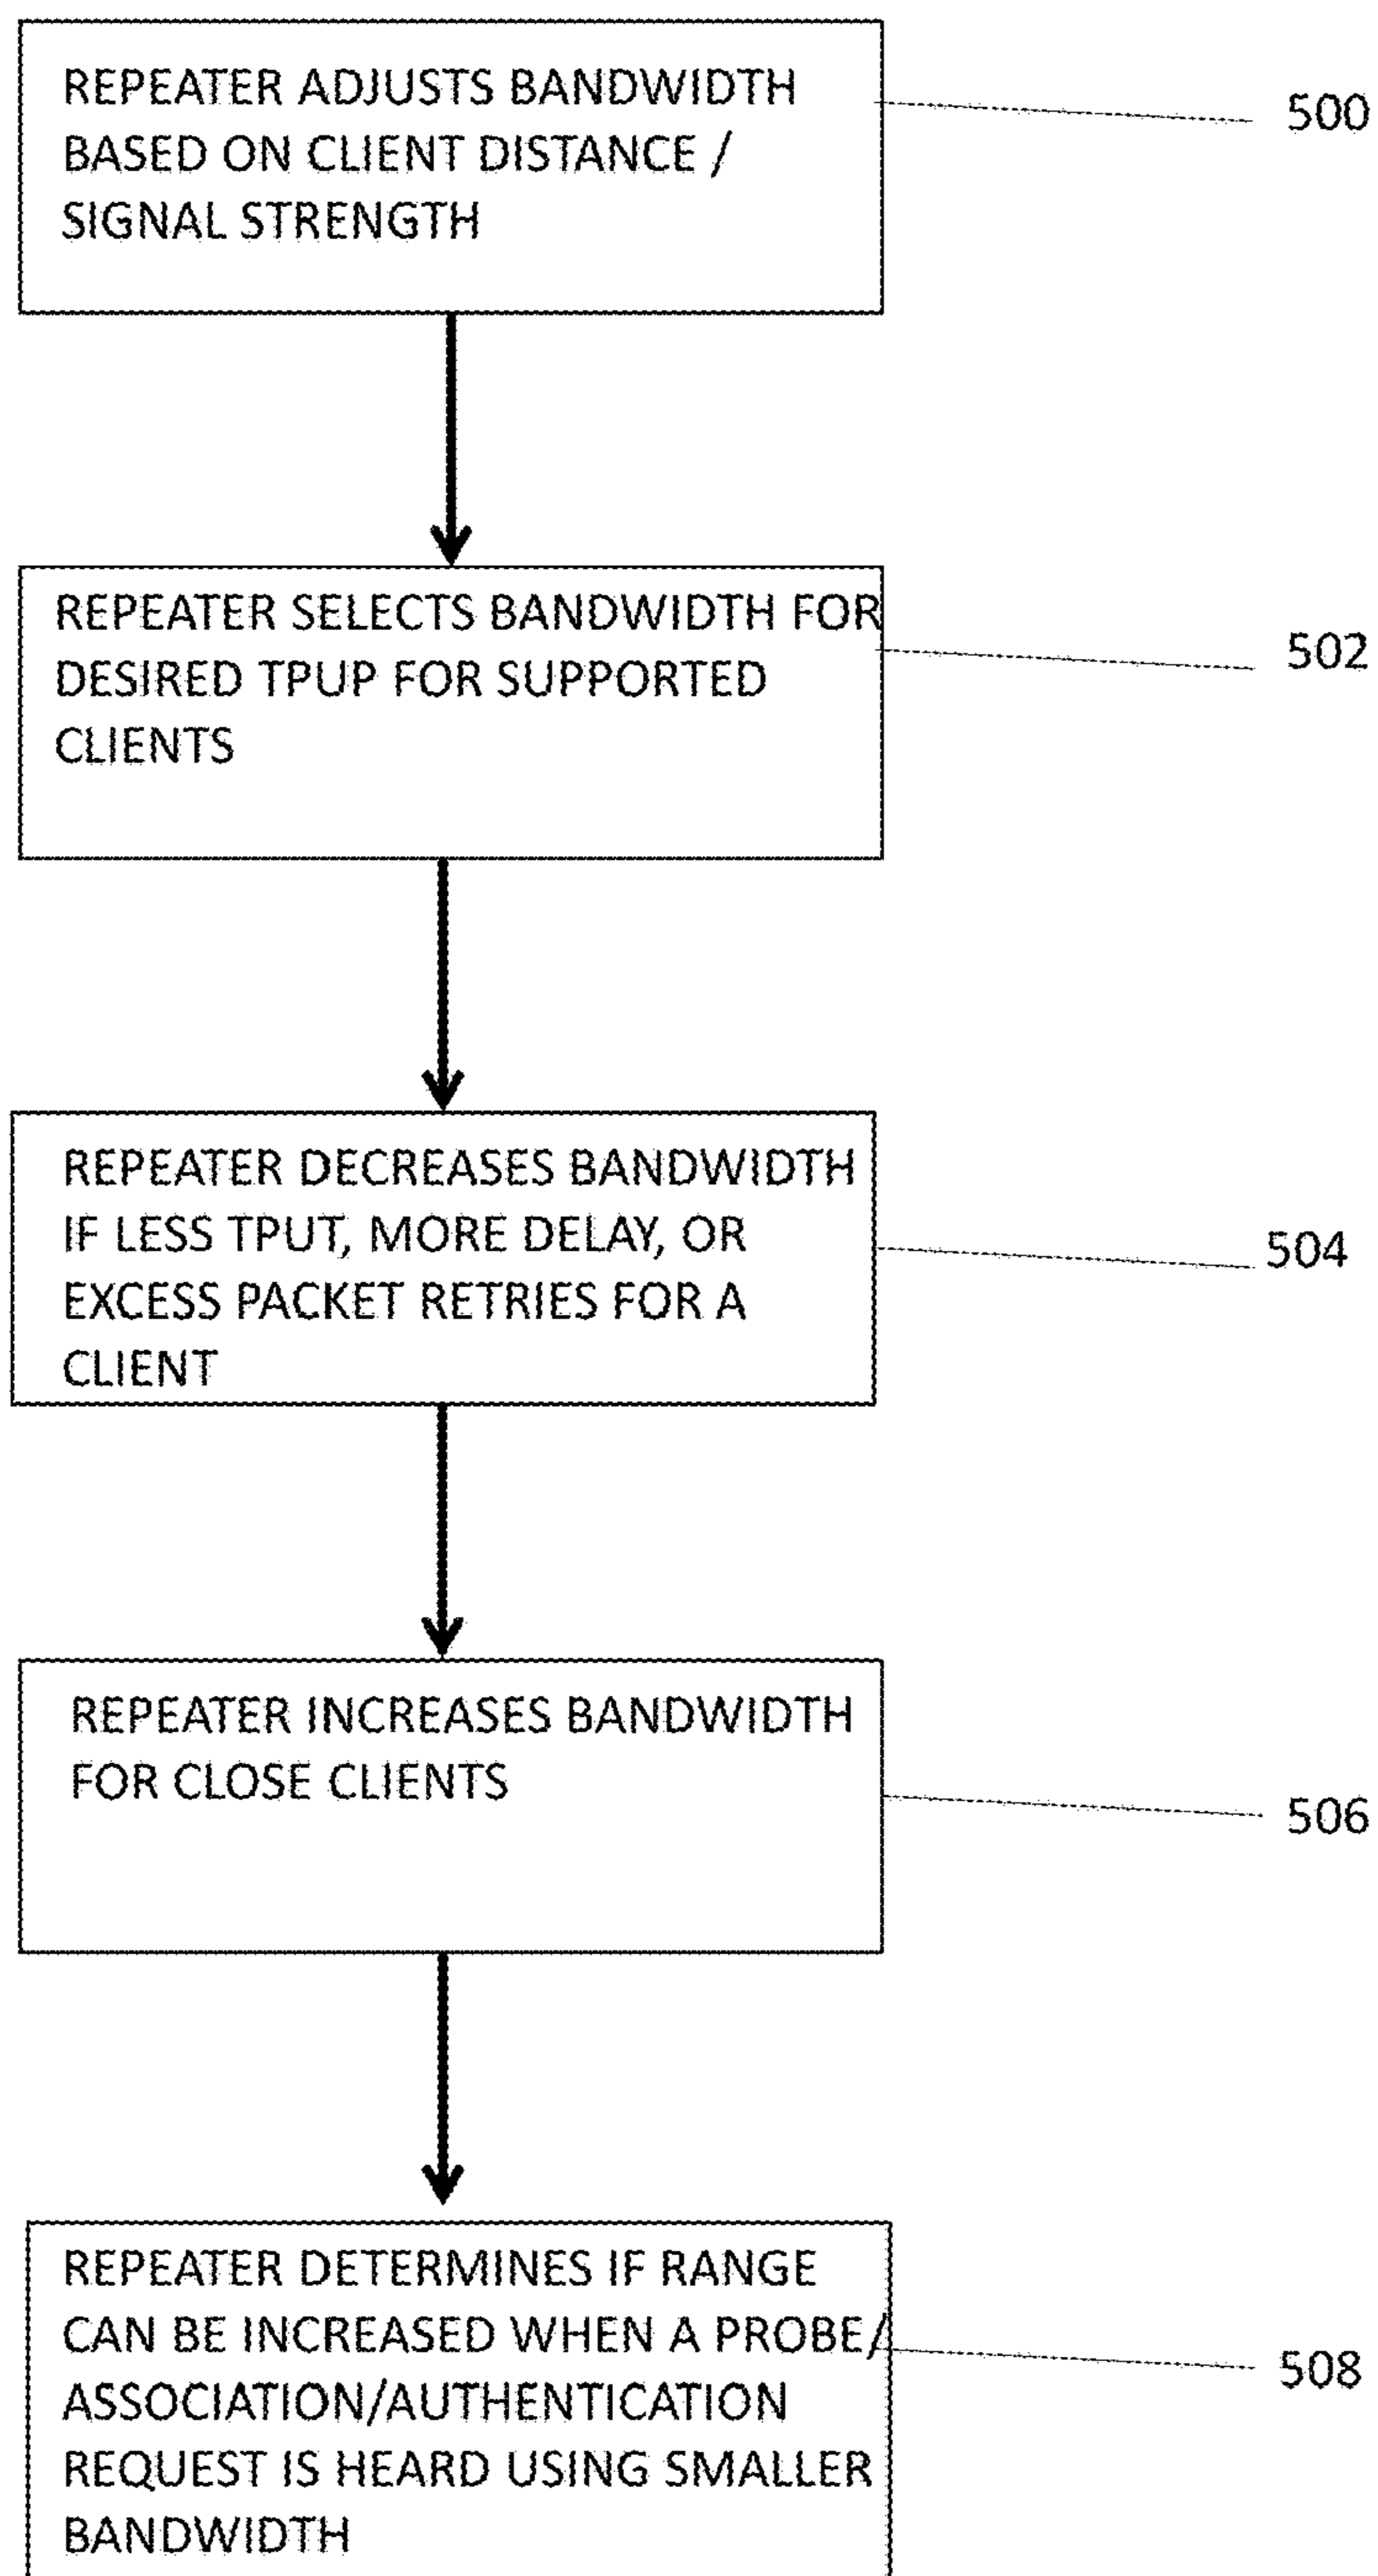 REPEATER ADJUSTS BANDWIDTH
BASED ON CLIENT DISTANCE /
SIGNAL STRENGTH
500
REPEATER SELECTS BANDWIDTH FOR
DESIRED TPUP FOR SUPPORTED
CLIENTS
502
REPEATER DECREASES BANDWIDTH
IF LESS TPUT, MORE DELAY, OR
EXCESS PACKET RETRIES FOR A
CLIENT
504
REPEATER INCREASES BANDWIDTH
FOR CLOSE CLIENTS
506
REPEATER DETERMINES IF RANGE
CAN BE INCREASED WHEN A PROBE/
ASSOCIATION/AUTHENTICATION
REQUEST IS HEARD USING SMALLER
BANDWIDTH
508